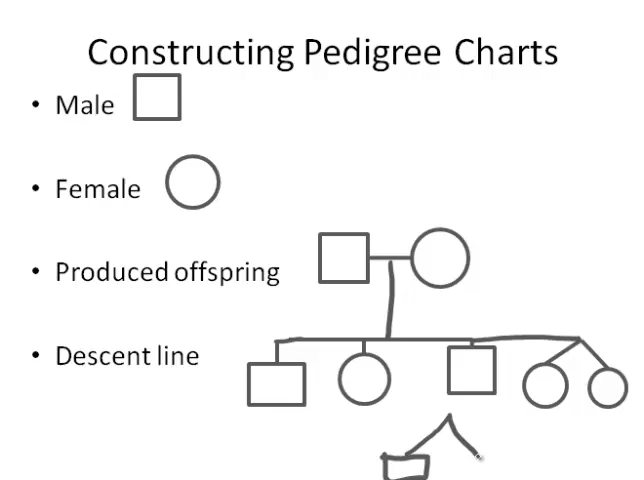 Constructing Pedigree Charts
• Male
• Female
• Produced offspring
• Descent line